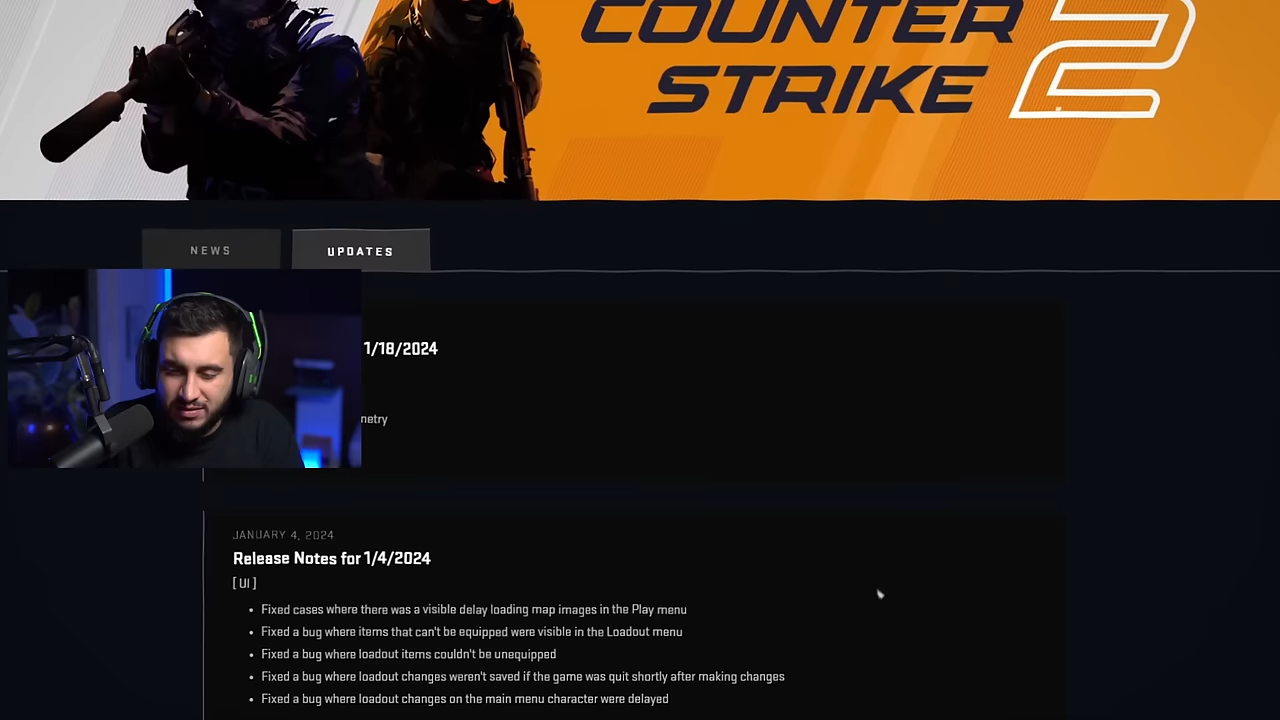 COUNTER
STRIKE 2
NEWS
UPDATES
1/18/2024
netry
JANUARY 4, 2024
Release Notes for 1/4/2024
[ UI ]
• Fixed cases where there was a visible delay loading map images in the Play menu
• Fixed a bug where items that can't be equipped were visible in the Loadout menu
• Fixed a bug where loadout items couldn't be unequipped
• Fixed a bug where loadout changes weren't saved if the game was quit shortly after making changes
• Fixed a bug where loadout changes on the main menu character were delayed